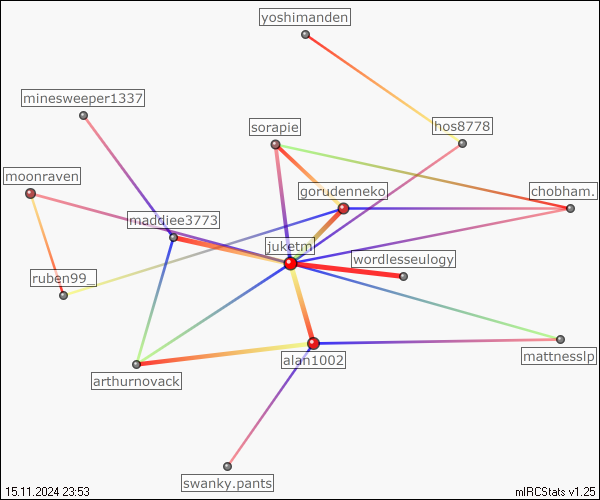 yoshimanden
minesweeper1337
sorapie
hos8778
moonraven
gorudenneko
chobham.
maddiee3773
juketm
wordlesseulogy
ruben99_
alan1002
mattnesslp
arthurnovack
swanky.pants
15.11.2024 23:53
mIRCStats v1.25